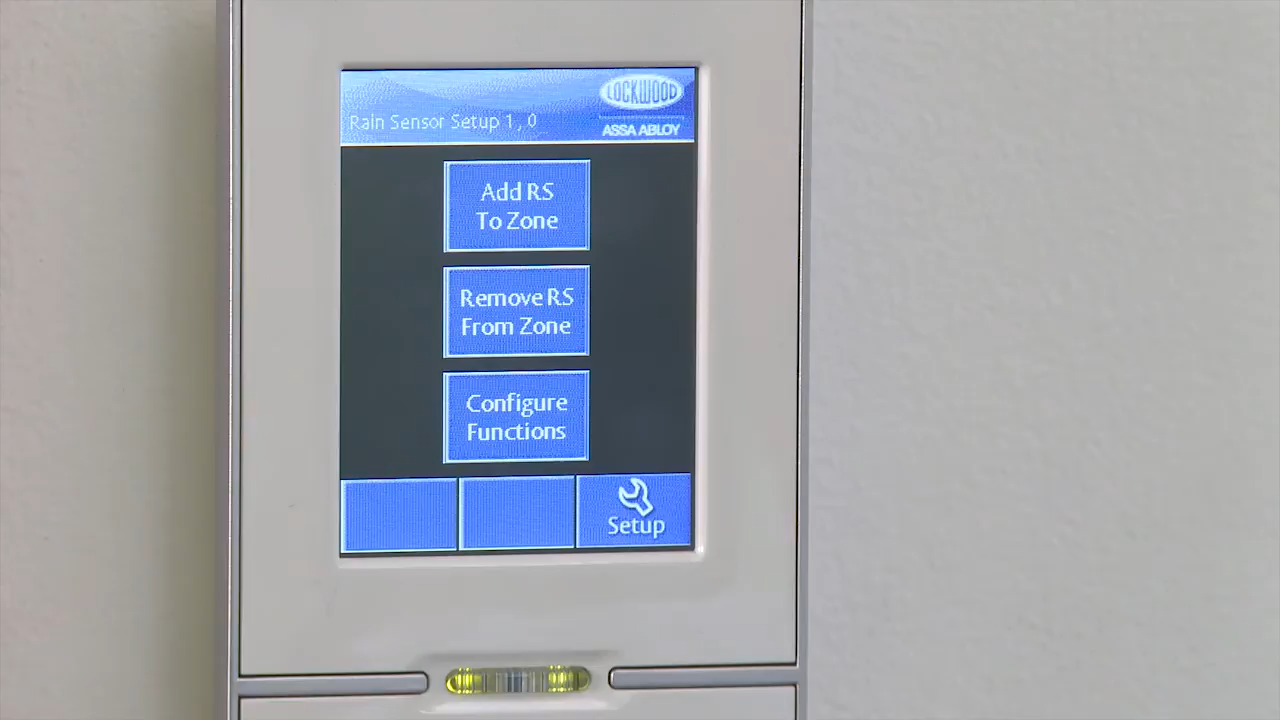 LOCKWOOD
Rain Sensor Setup 1, 0
ASSA ABLOY
Add RS
To Zone
Remove RS
From Zone
Configure
Functions
Setup